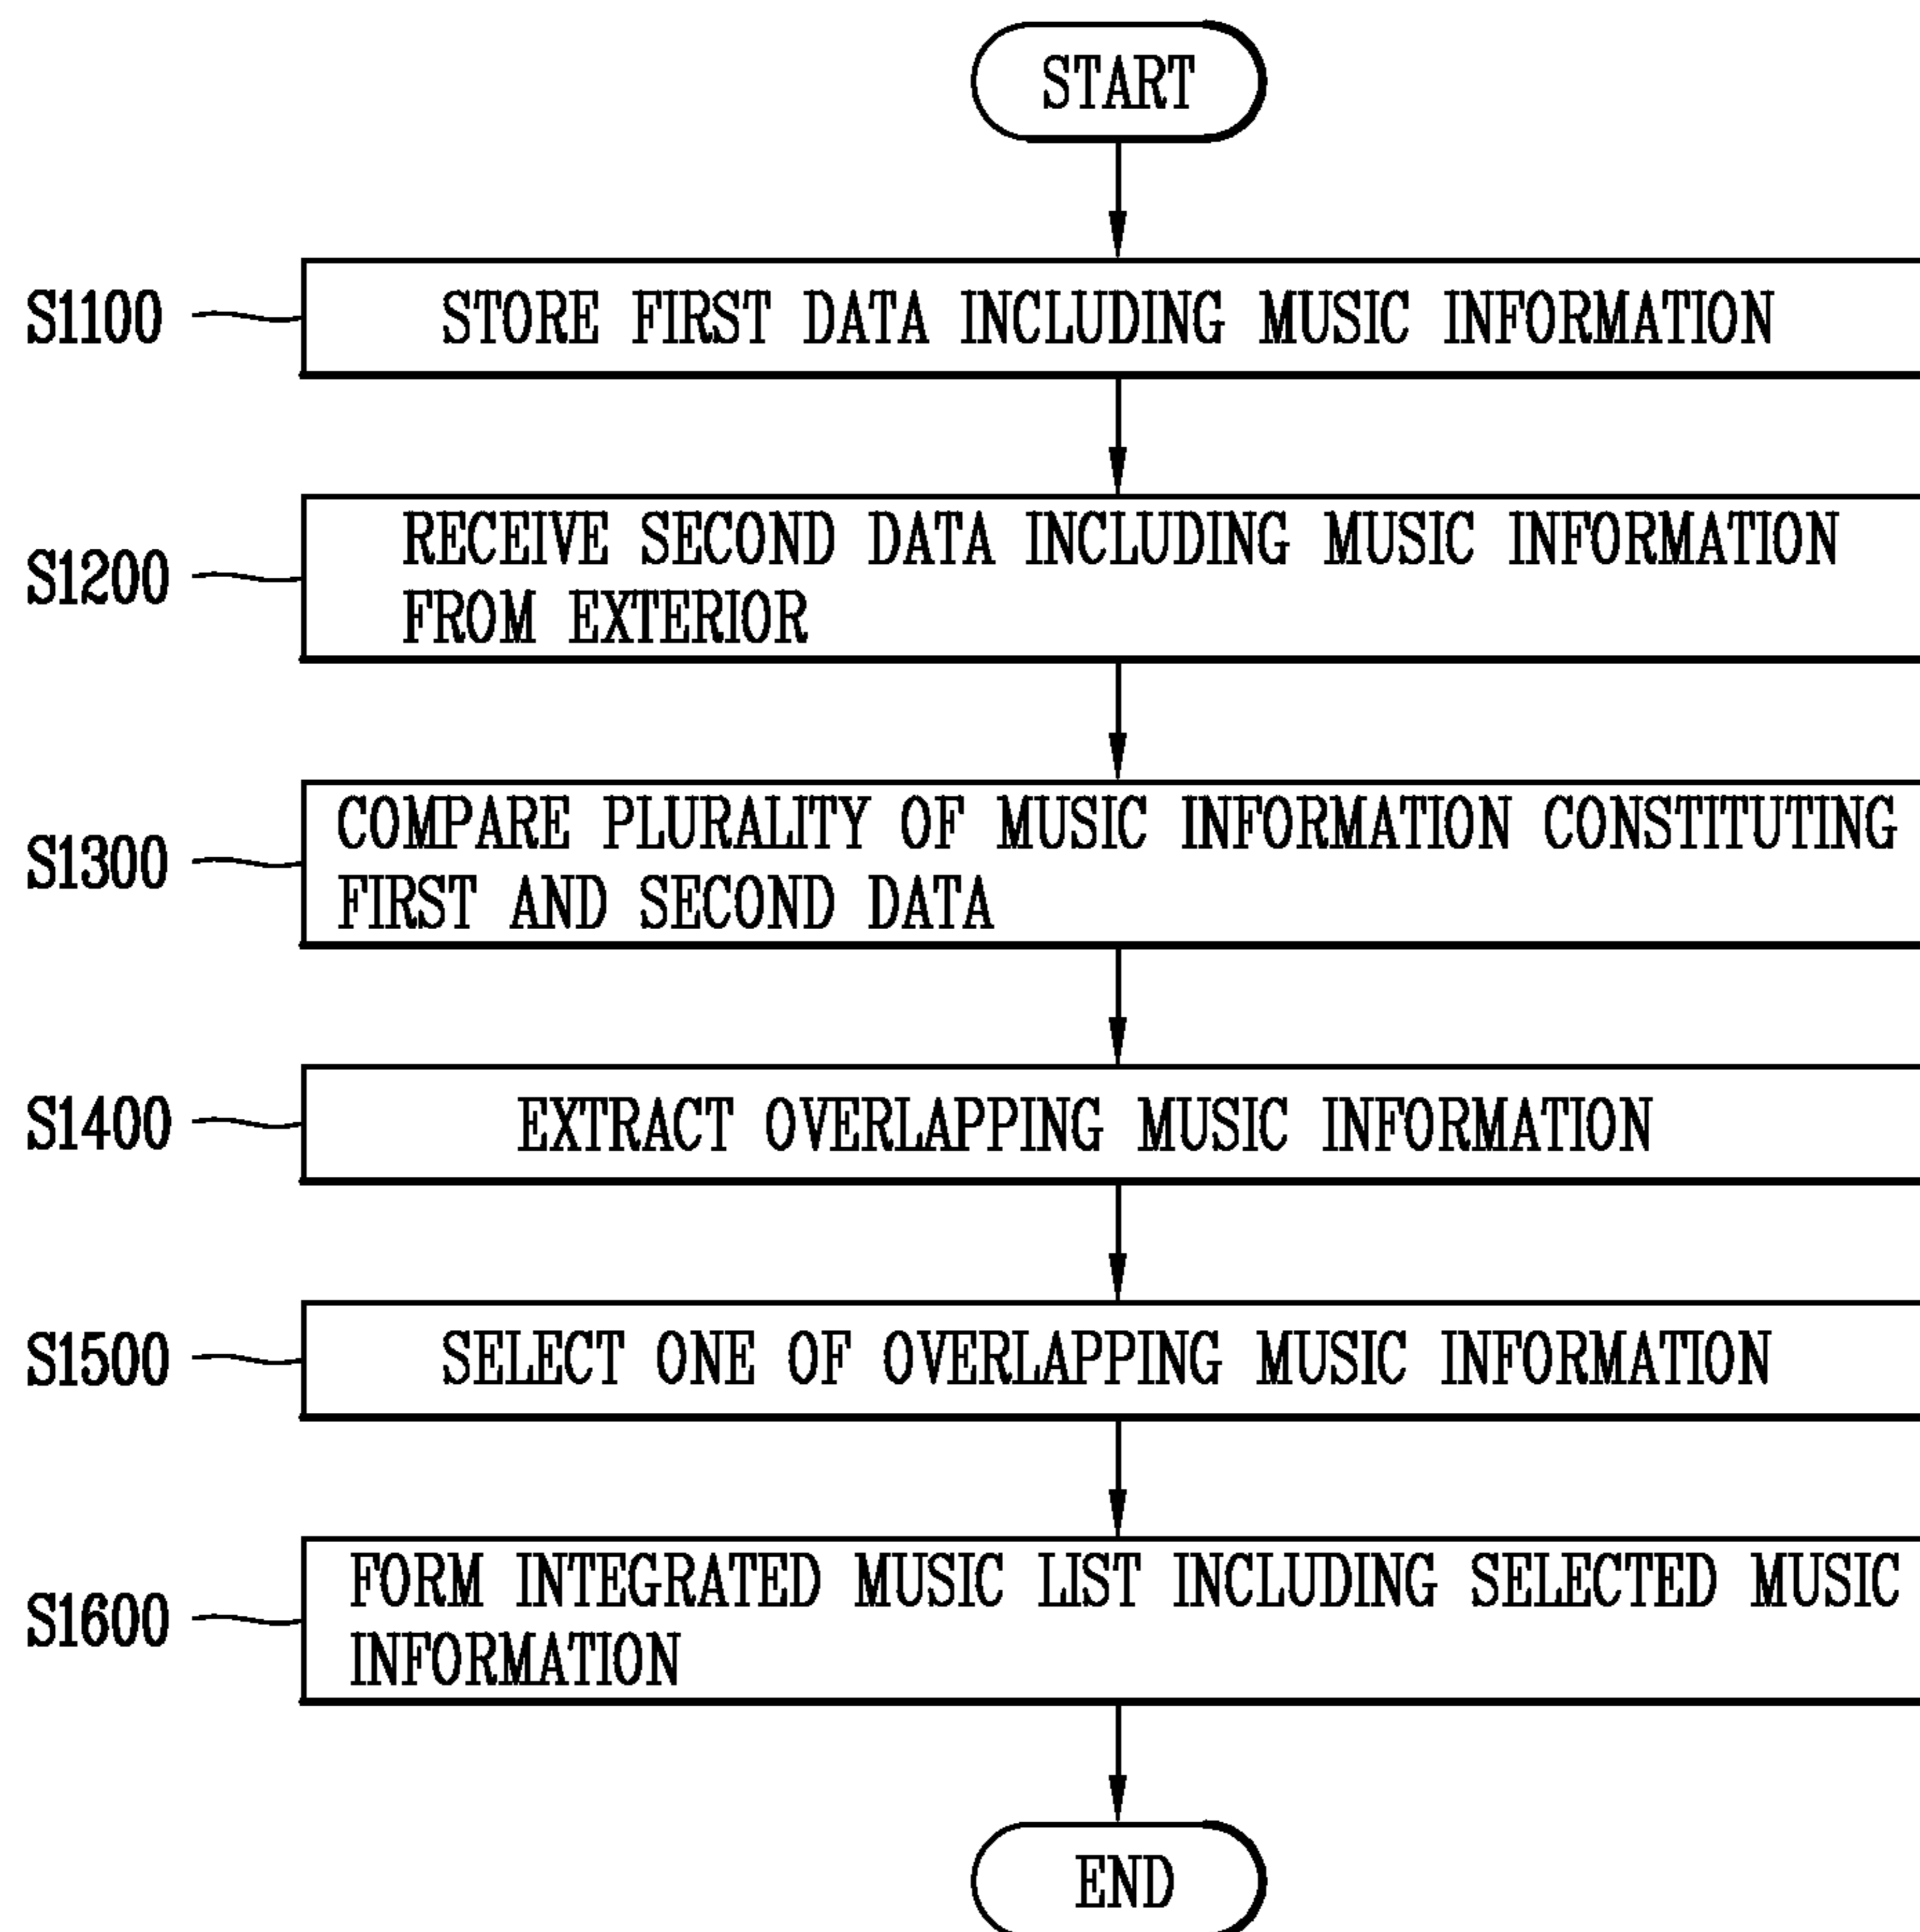 START
S1100
STORE FIRST DATA INCLUDING MUSIC INFORMATION
S1200
RECEIVE SECOND DATA INCLUDING MUSIC INFORMATION
FROM EXTERIOR
S1300
COMPARE PLURALITY OF MUSIC INFORMATION CONSTITUTING
FIRST AND SECOND DATA
S1400
EXTRACT OVERLAPPING MUSIC INFORMATION
S1500
SELECT ONE OF OVERLAPPING MUSIC INFORMATION
S1600
FORM INTEGRATED MUSIC LIST INCLUDING SELECTED MUSIC
INFORMATION
END